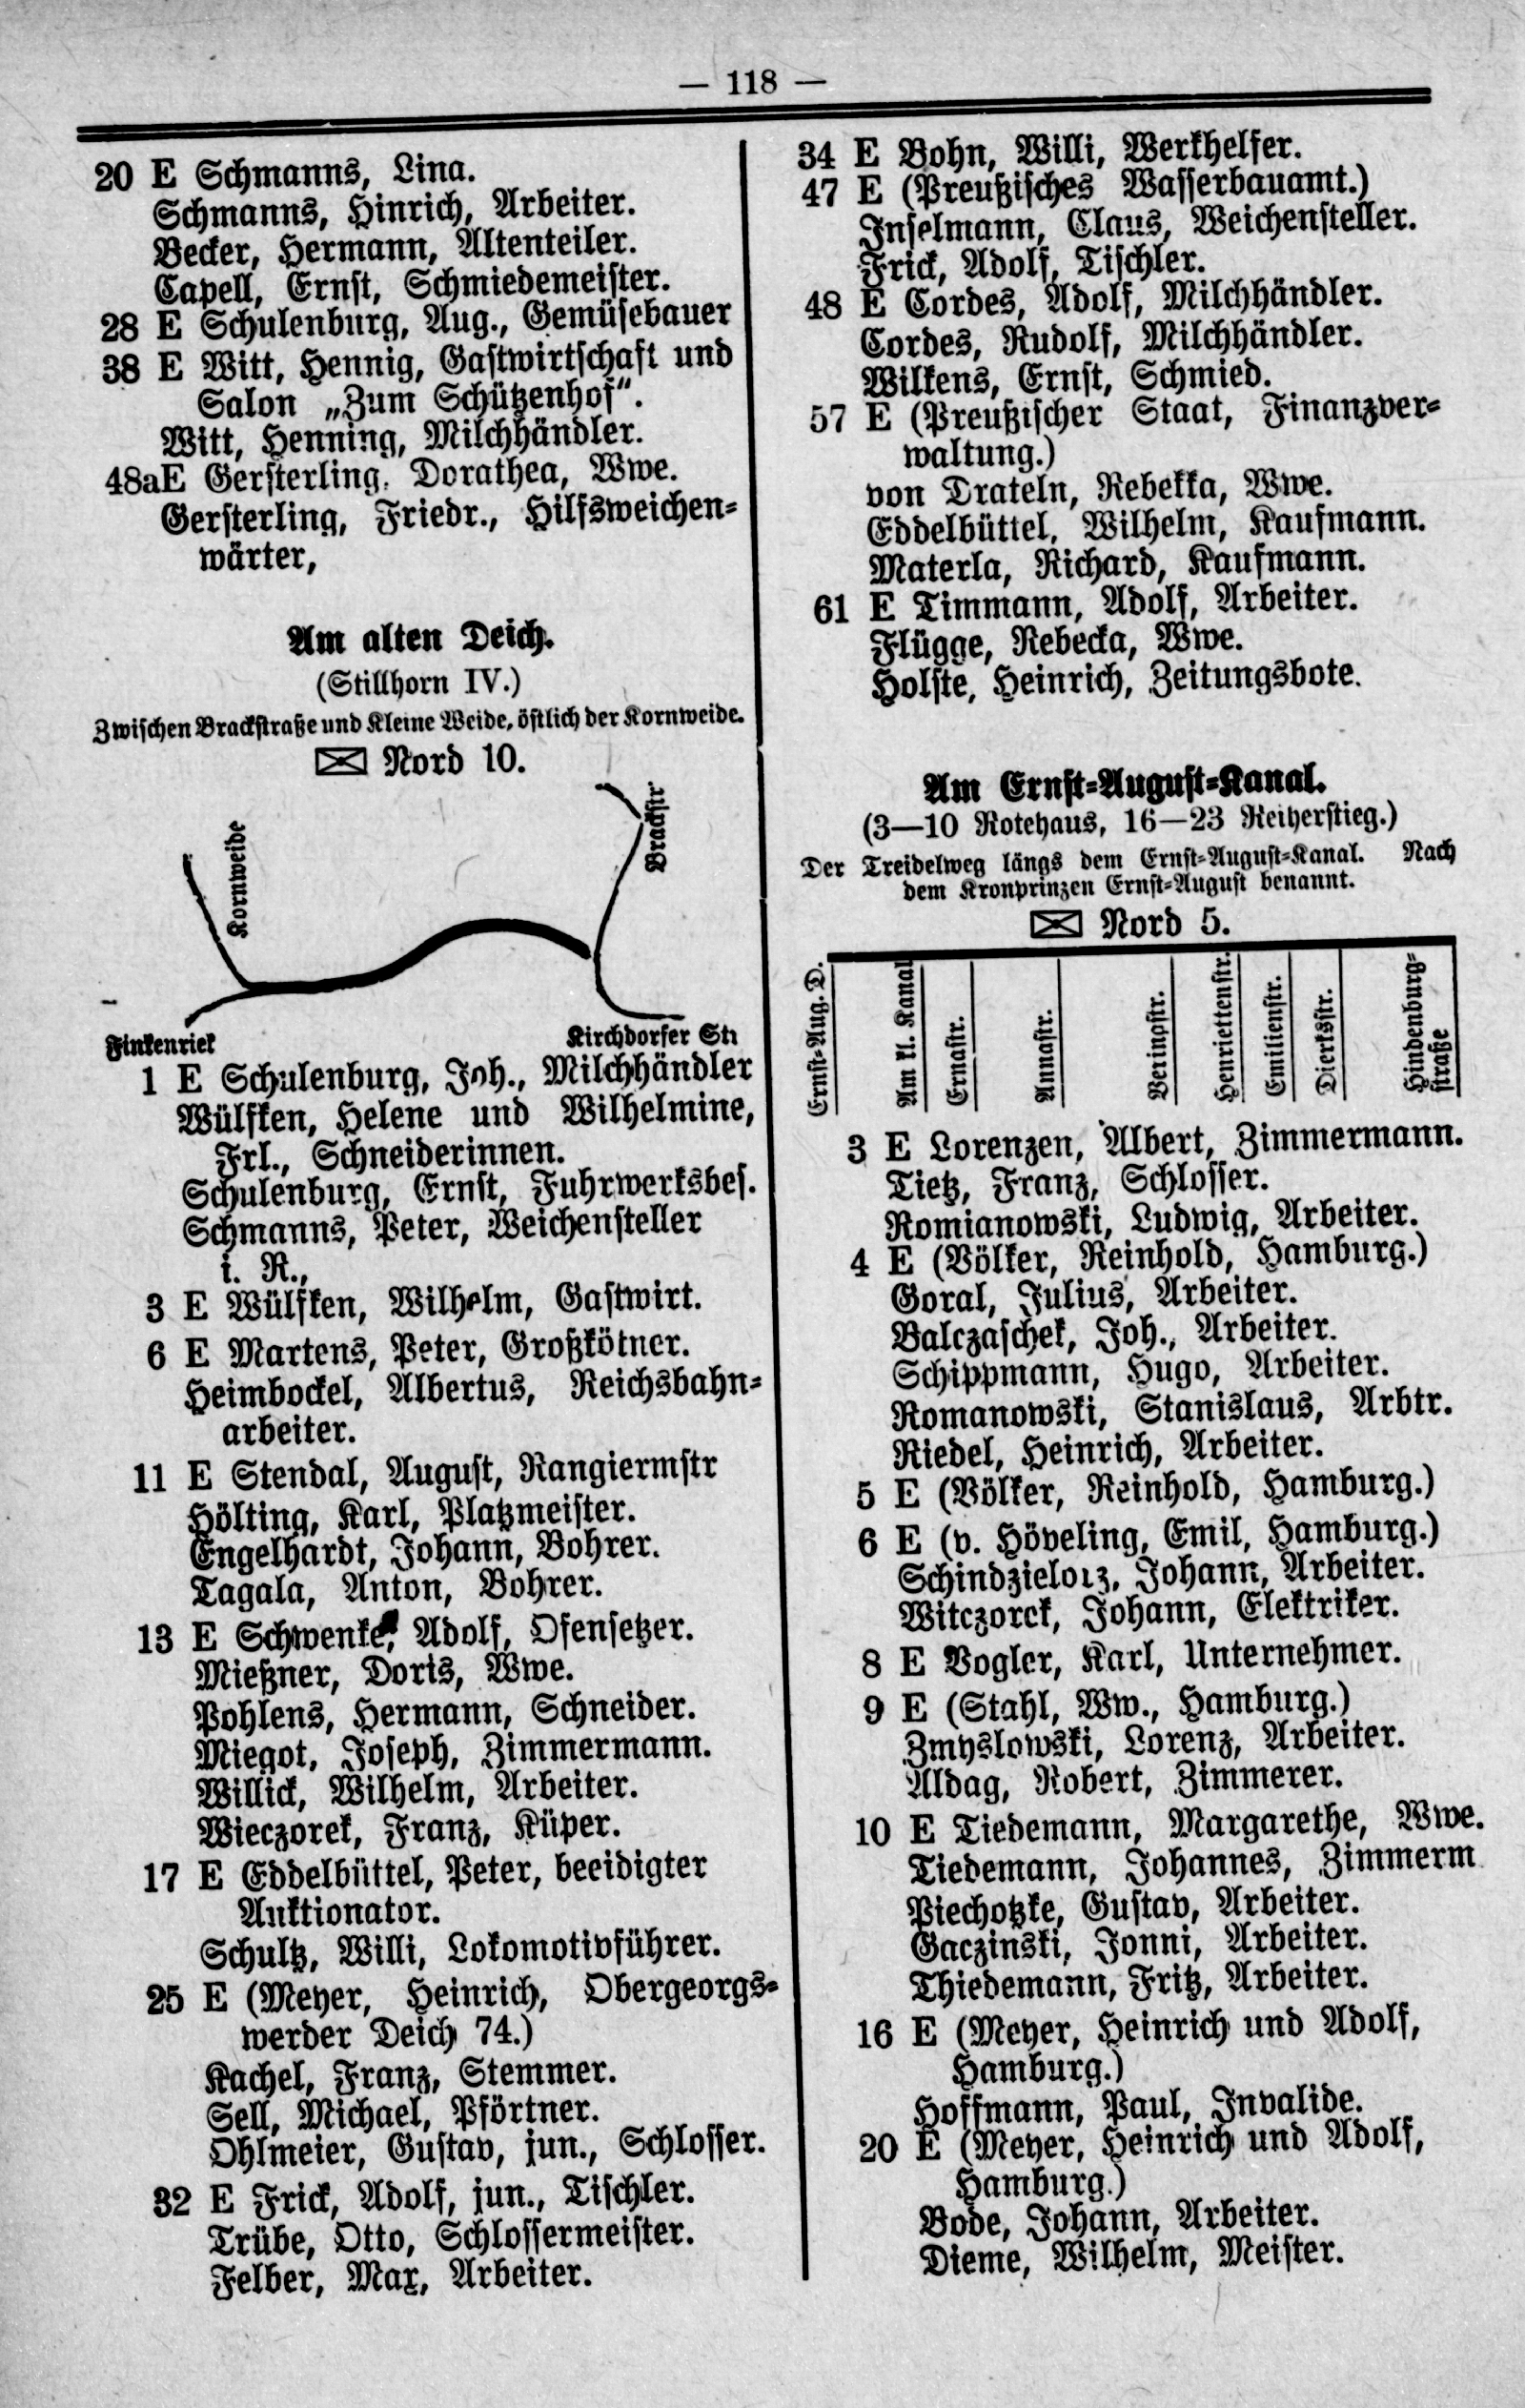 — 118 —
20 E Schmanns, Lina.
Schmanns, Hinrich, Arbeiter.
Becker, Hermann, Altenteiler.
Capell, Ernst, Schmiedemeister.
28 E Schulenburg, Aug., Gemüsebauer
38 E Witt, Hennig, Gastwirtschaft und
Salon „Zum Schützenhof“.
Witt, Henning, Milchhändler.
48aE Gersterling, Dorathea, Wwe.
Gersterling, Friedr., Hilfsweichen-
wärter,
Am alten Deich.
(Stillhorn IV.)
Zwischen Brackstraße und Kleine Weide, östlich der Kornweide.
Nord 10.
Kornweide
Brackstr
Finkenriek
Kirchdorfer Str
1 E Schulenburg, Joh., Milchhändler
Wülfken, Helene und Wilhelmine,
Frl., Schneiderinnen.
Schulenburg, Ernst, Fuhrwerksbes.
Schmanns, Peter, Weichensteller
i. R.,
3 E Wülfken, Wilhelm, Gastwirt.
6 E Martens, Peter, Großkötner.
Heimbockel, Albertus, Reichsbahn-
arbeiter.
11 E Stendal, August, Rangiermstr
Hölting, Karl, Platzmeister.
Engelhardt, Johann, Bohrer.
Tagala, Anton, Bohrer.
13 E Schwenke, Adolf, Ofensetzer.
Mießner, Doris, Wwe.
Pohlens, Hermann, Schneider.
Miegot, Joseph, Zimmermann.
Willick, Wilhelm, Arbeiter.
Wieczorek, Franz, Küper.
17 E Eddelbüttel, Peter, beeidigter
Auktionator.
Schultz, Willi, Lokomotivführer.
25 E (Meyer, Heinrich, Obergeorgs-
werder Deich 74.)
Kachel, Franz, Stemmer.
Sell, Michael, Pförtner.
Ohlmeier, Gustav, jun., Schlosser.
32 E Frick, Adolf, jun., Tischler.
Trübe, Otto, Schlossermeister.
Felber, Max, Arbeiter.
34 E Bohn, Willi, Werkhelfer.
47 E (Preußisches Wasserbauamt.)
Inselmann, Claus, Weichensteller.
Frick, Adolf, Tischler.
48 E Cordes, Adolf, Milchhändler.
Cordes, Rudolf, Milchhändler.
Wilkens, Ernst, Schmied.
57 E (Preußischer Staat, Finanzver-
waltung.)
von Drateln, Rebekka, Wwe.
Eddelbüttel, Wilhelm, Kaufmann.
Materla, Richard, Kaufmann.
61 E Timmann, Adolf, Arbeiter.
Flügge, Rebecka, Wwe.
Holste, Heinrich, Zeitungsbote.
Am Ernst-August-Kanal.
(3—10 Rotehaus, 16—23 Reiherstieg.)
Der Treidelweg längs dem Ernst-August-Kanal. Nach
dem Kronprinzen Ernst-August benannt.
Nord 5.
Ernst-Aug. D.
Am kl. Kanal
Ernastr.
Annastr.
Veringstr.
Henriettenstr.
Emilienstr.
Dierksstr.
Hindenburg-
straße
3 E Lorenzen, Albert, Zimmermann.
Tietz, Franz, Schlosser.
Romianowski, Ludwig, Arbeiter.
4 E (Völker, Reinhold, Hamburg.)
Goral, Julius, Arbeiter.
Balczaschek, Joh., Arbeiter.
Schippmann, Hugo, Arbeiter.
Romanowski, Stanislaus, Arbtr.
Riedel, Heinrich, Arbeiter.
5 E (Völker, Reinhold, Hamburg.)
6 E (v. Höveling, Emil, Hamburg.)
Schindzielorz, Johann, Arbeiter.
Witczorek, Johann, Elektriker.
8 E Vogler, Karl, Unternehmer.
9 E (Stahl, Ww., Hamburg.)
Zmyslowski, Lorenz, Arbeiter.
Aldag, Robert, Zimmerer.
10 E Tiedemann, Margarethe, Wwe.
Tiedemann, Johannes, Zimmerm
Piechotzke, Gustav, Arbeiter.
Gaczinski, Jonni, Arbeiter.
Thiedemann, Fritz, Arbeiter.
16 E (Meyer, Heinrich und Adolf,
Hamburg.)
Hoffmann, Paul, Invalide.
20 E (Meyer, Heinrich und Adolf,
Hamburg.)
Bode, Johann, Arbeiter.
Dieme, Wilhelm, Meister.